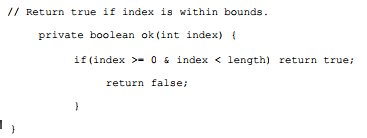 // Return true if index is within bounds.
private boolean ok(int index) {
if(index >= 0 & index < length) return true;
return false;
}
}